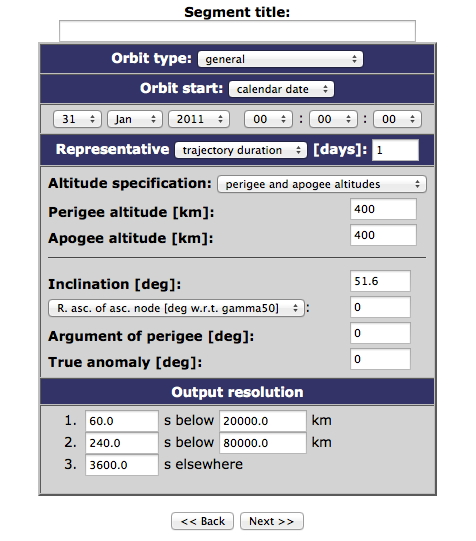 Segment title:
Orbit type: general
Orbit start: calendar date
31 Jan 2011 00 : 00 : 00
Representative trajectory duration [days]: 1
Altitude specification: perigee and apogee altitudes
Perigee altitude [km]: 400
Apogee altitude [km]: 400
Inclination [deg]: 51.6
R. asc. of asc. node [deg w.r.t. gamma50] : 0
Argument of perigee [deg]: 0
True anomaly [deg]: 0
Output resolution
1. 60.0 s below 20000.0 km
2. 240.0 s below 80000.0 km
3. 3600.0 s elsewhere
<< Back Next >>